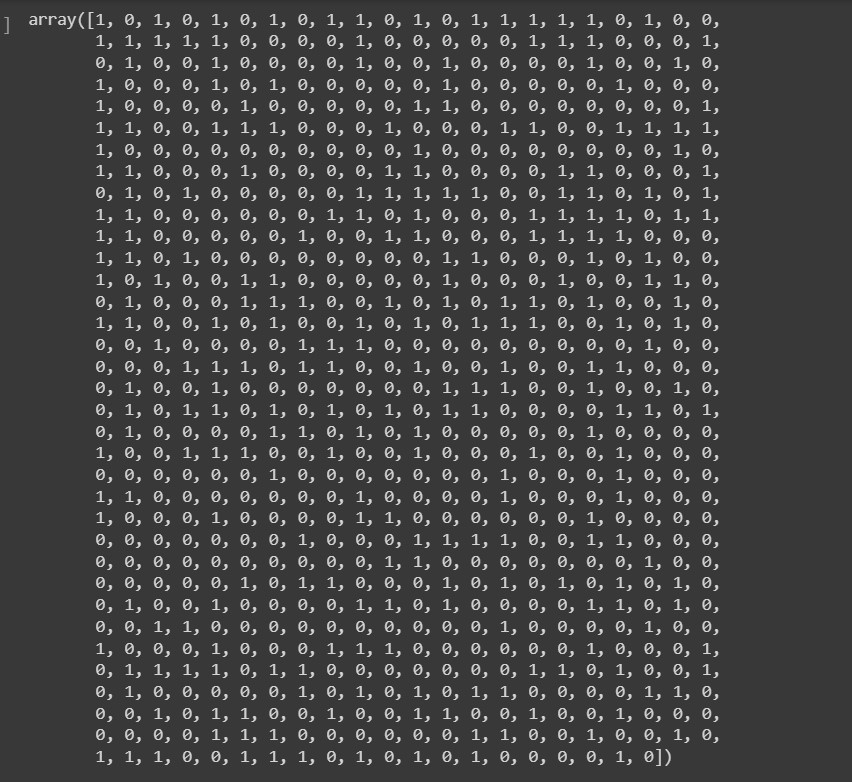 ] array([1, 0, 1, 0, 1, 0, 1, 0, 1, 1, 0, 1, 0, 1, 1, 1, 1, 1, 0, 1, 0, 0,
1, 1, 1, 1, 1, 0, 0, 0, 0, 1, 0, 0, 0, 0, 0, 1, 1, 1, 0, 0, 0, 1,
0, 1, 0, 0, 1, 0, 0, 0, 0, 1, 0, 0, 1, 0, 0, 0, 0, 1, 0, 0, 1, 0,
1, 0, 0, 0, 1, 0, 1, 0, 0, 0, 0, 0, 1, 0, 0, 0, 0, 0, 1, 0, 0, 0,
1, 0, 0, 0, 0, 1, 0, 0, 0, 0, 0, 1, 1, 0, 0, 0, 0, 0, 0, 0, 0, 1,
1, 1, 0, 0, 1, 1, 1, 0, 0, 0, 1, 0, 0, 0, 1, 1, 0, 0, 1, 1, 1, 1,
1, 0, 0, 0, 0, 0, 0, 0, 0, 0, 0, 1, 0, 0, 0, 0, 0, 0, 0, 0, 1, 0,
1, 1, 0, 0, 0, 1, 0, 0, 0, 0, 1, 1, 0, 0, 0, 0, 1, 1, 0, 0, 0, 1,
0, 1, 0, 1, 0, 0, 0, 0, 0, 1, 1, 1, 1, 1, 0, 0, 1, 1, 0, 1, 0, 1,
1, 1, 0, 0, 0, 0, 0, 0, 1, 1, 0, 1, 0, 0, 0, 1, 1, 1, 1, 0, 1, 1,
1, 1, 0, 0, 0, 0, 0, 1, 0, 0, 1, 1, 0, 0, 0, 1, 1, 1, 1, 0, 0, 0,
1, 1, 0, 1, 0, 0, 0, 0, 0, 0, 0, 0, 1, 1, 0, 0, 0, 1, 0, 1, 0, 0,
1, 0, 1, 0, 0, 1, 1, 0, 0, 0, 0, 0, 1, 0, 0, 0, 1, 0, 0, 1, 1, 0,
0, 1, 0, 0, 0, 1, 1, 1, 0, 0, 1, 0, 1, 0, 1, 1, 0, 1, 0, 0, 1, 0,
1, 1, 0, 0, 1, 0, 1, 0, 0, 1, 0, 1, 0, 1, 1, 1, 0, 0, 1, 0, 1, 0,
0, 0, 1, 0, 0, 0, 0, 1, 1, 1, 0, 0, 0, 0, 0, 0, 0, 0, 0, 1, 0, 0,
0, 0, 0, 1, 1, 1, 0, 1, 1, 0, 0, 1, 0, 0, 1, 0, 0, 1, 1, 0, 0, 0,
0, 1, 0, 0, 1, 0, 0, 0, 0, 0, 0, 0, 1, 1, 1, 0, 0, 1, 0, 0, 1, 0,
0, 1, 0, 1, 1, 0, 1, 0, 1, 0, 1, 0, 1, 1, 0, 0, 0, 0, 1, 1, 0, 1,
0, 1, 0, 0, 0, 0, 1, 1, 0, 1, 0, 1, 0, 0, 0, 0, 0, 1, 0, 0, 0, 0,
1, 0, 0, 1, 1, 1, 0, 0, 1, 0, 0, 1, 0, 0, 0, 1, 0, 0, 1, 0, 0, 0,
0, 0, 0, 0, 0, 0, 1, 0, 0, 0, 0, 0, 0, 0, 1, 0, 0, 0, 1, 0, 0, 0,
1, 1, 0, 0, 0, 0, 0, 0, 0, 1, 0, 0, 0, 0, 1, 0, 0, 0, 1, 0, 0, 0,
1, 0, 0, 0, 1, 0, 0, 0, 0, 1, 1, 0, 0, 0, 0, 0, 0, 1, 0, 0, 0, 0,
0, 0, 0, 0, 0, 0, 0, 1, 0, 0, 0, 1, 1, 1, 1, 0, 0, 1, 1, 0, 0, 0,
0, 0, 0, 0, 0, 0, 0, 0, 0, 0, 1, 1, 0, 0, 0, 0, 0, 0, 0, 1, 0, 0,
0, 0, 0, 0, 0, 1, 0, 1, 1, 0, 0, 0, 1, 0, 1, 0, 1, 0, 1, 0, 1, 0,
0, 1, 0, 0, 1, 0, 0, 0, 0, 1, 1, 0, 1, 0, 0, 0, 0, 1, 1, 0, 1, 0,
0, 0, 1, 1, 0, 0, 0, 0, 0, 0, 0, 0, 0, 0, 1, 0, 0, 0, 0, 1, 0, 0,
1, 0, 0, 0, 1, 0, 0, 0, 1, 1, 1, 0, 0, 0, 0, 0, 0, 1, 0, 0, 0, 1,
0, 1, 1, 1, 1, 0, 1, 1, 0, 0, 0, 0, 0, 0, 0, 1, 1, 0, 1, 0, 0, 1,
0, 1, 0, 0, 0, 0, 0, 1, 0, 1, 0, 1, 0, 1, 1, 0, 0, 0, 0, 1, 1, 0,
0, 0, 1, 0, 1, 1, 0, 0, 1, 0, 0, 1, 1, 0, 0, 1, 0, 0, 1, 0, 0, 0,
0, 0, 0, 0, 1, 1, 1, 0, 0, 0, 0, 0, 0, 1, 1, 0, 0, 1, 0, 0, 1, 0,
1, 1, 1, 0, 0, 1, 1, 1, 0, 1, 0, 1, 0, 1, 0, 0, 0, 0, 1, 0])